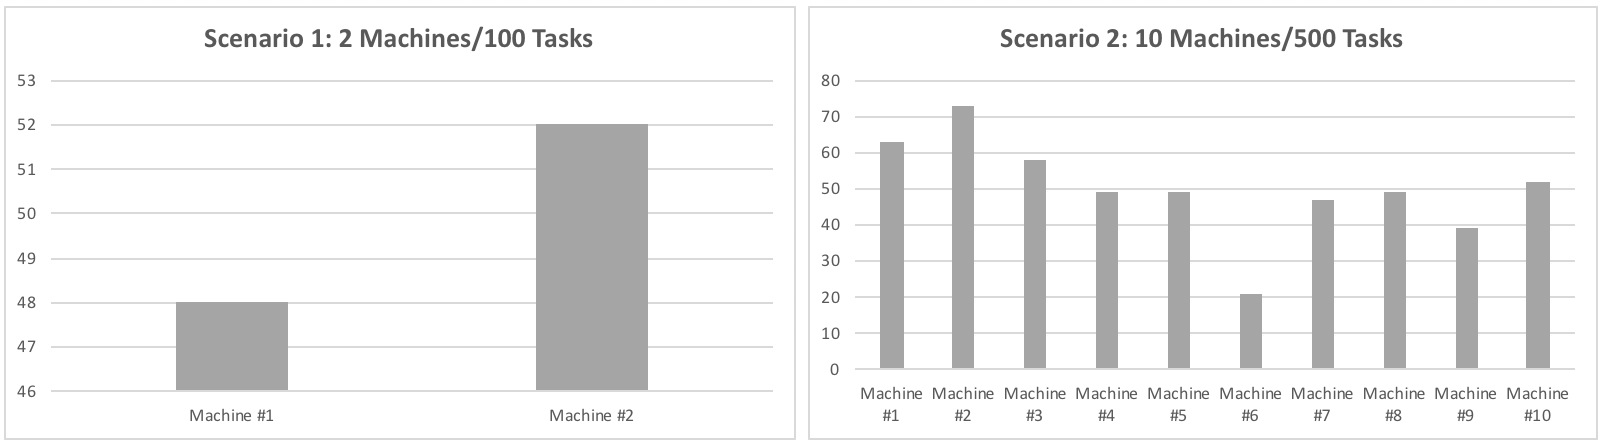 Scenario 1: 2 Machines/100 Tasks
53
52
51
50
49
48
47
46
Machine #1
Machine #2
Scenario 2: 10 Machines/500 Tasks
80
70
60
50
40
30
20
10
0
Machine #1
Machine #2
Machine #3
Machine #4
Machine #5
Machine #6
Machine #7
Machine #8
Machine #9
Machine #10